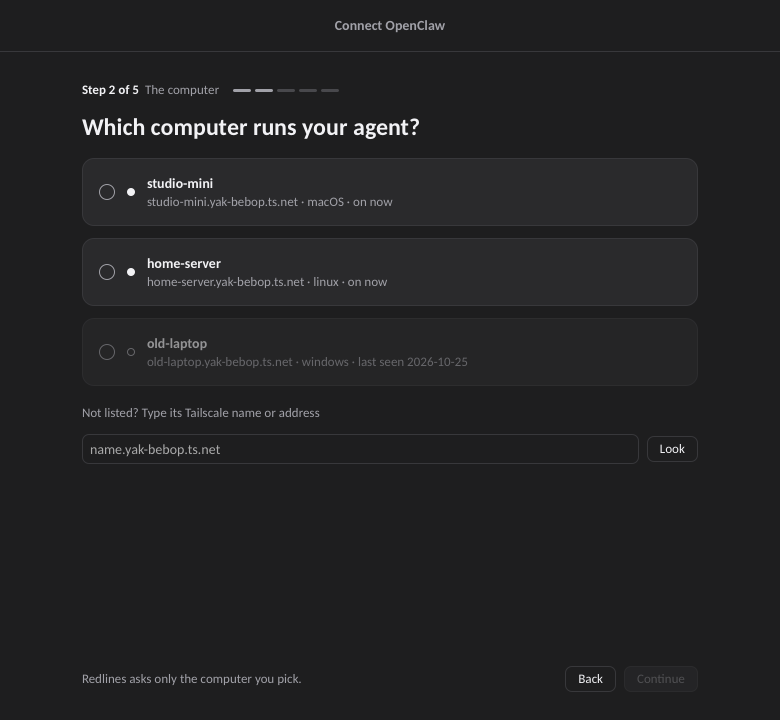 Connect OpenClaw
Step 2 of 5 The computer
Which computer runs your agent?
studio-mini
studio-mini.yak-bebop.ts.net · macOS · on now
home-server
home-server.yak-bebop.ts.net · linux · on now
old-laptop
old-laptop.yak-bebop.ts.net · windows · last seen 2026-10-25
Not listed? Type its Tailscale name or address
name.yak-bebop.ts.net
Look
Redlines asks only the computer you pick.
Back
Continue